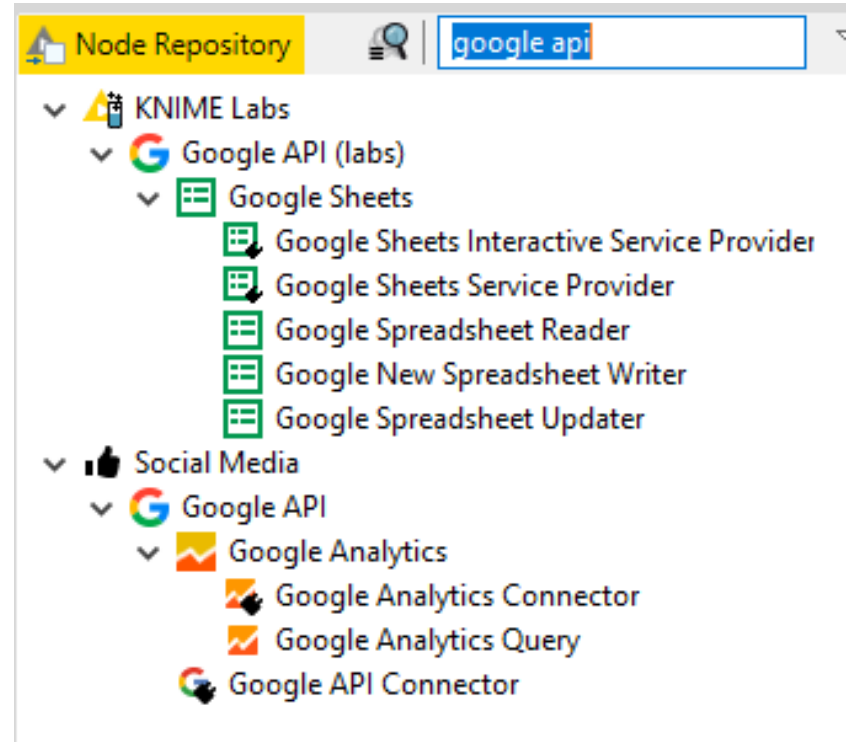 Node Repository
google api
KNIME Labs
Google API (labs)
Google Sheets
Google Sheets Interactive Service Provider
Google Sheets Service Provider
Google Spreadsheet Reader
Google New Spreadsheet Writer
Google Spreadsheet Updater
Social Media
Google API
Google Analytics
Google Analytics Connector
Google Analytics Query
Google API Connector